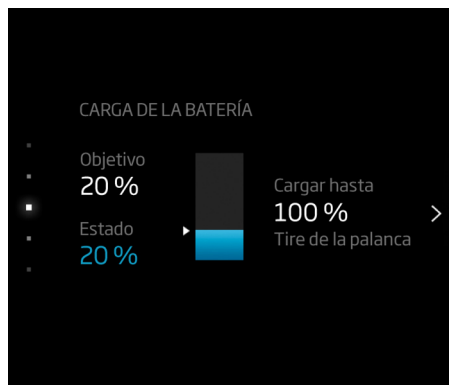 CARGA DE LA BATERÍA
Objetivo
20 %
Estado
20 %
Cargar hasta
100 %
Tire de la palanca